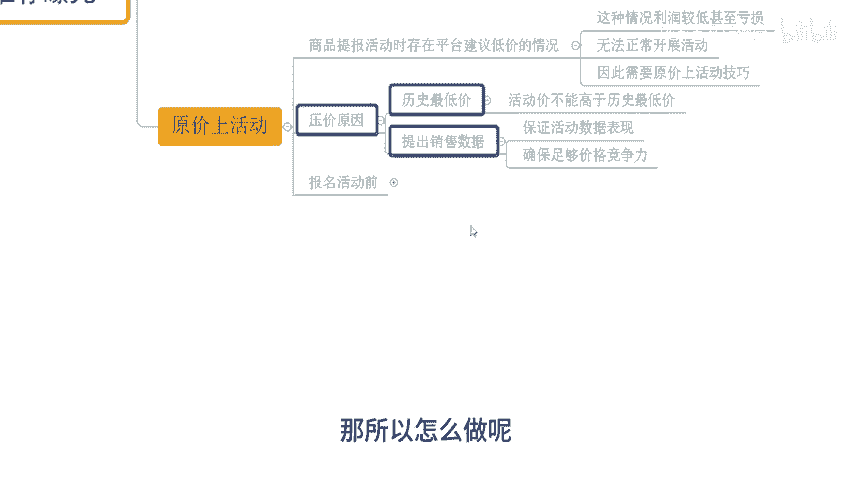 这种情况利润较低甚至亏损
商品提报活动时存在平台建议低价的情况
无法正常开展活动
因此需要原价上活动技巧
历史最低价
活动价不能高于历史最低价
原价上活动
压价原因
提出销售数据
保证活动数据表现
确保足够价格竞争力
报名活动前
那所以怎么做呢